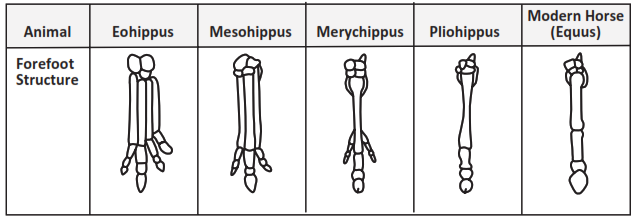 Animal
Eohippus
Mesohippus
Merychippus
Pliohippus
Modern Horse
(Equus)
Forefoot
Structure